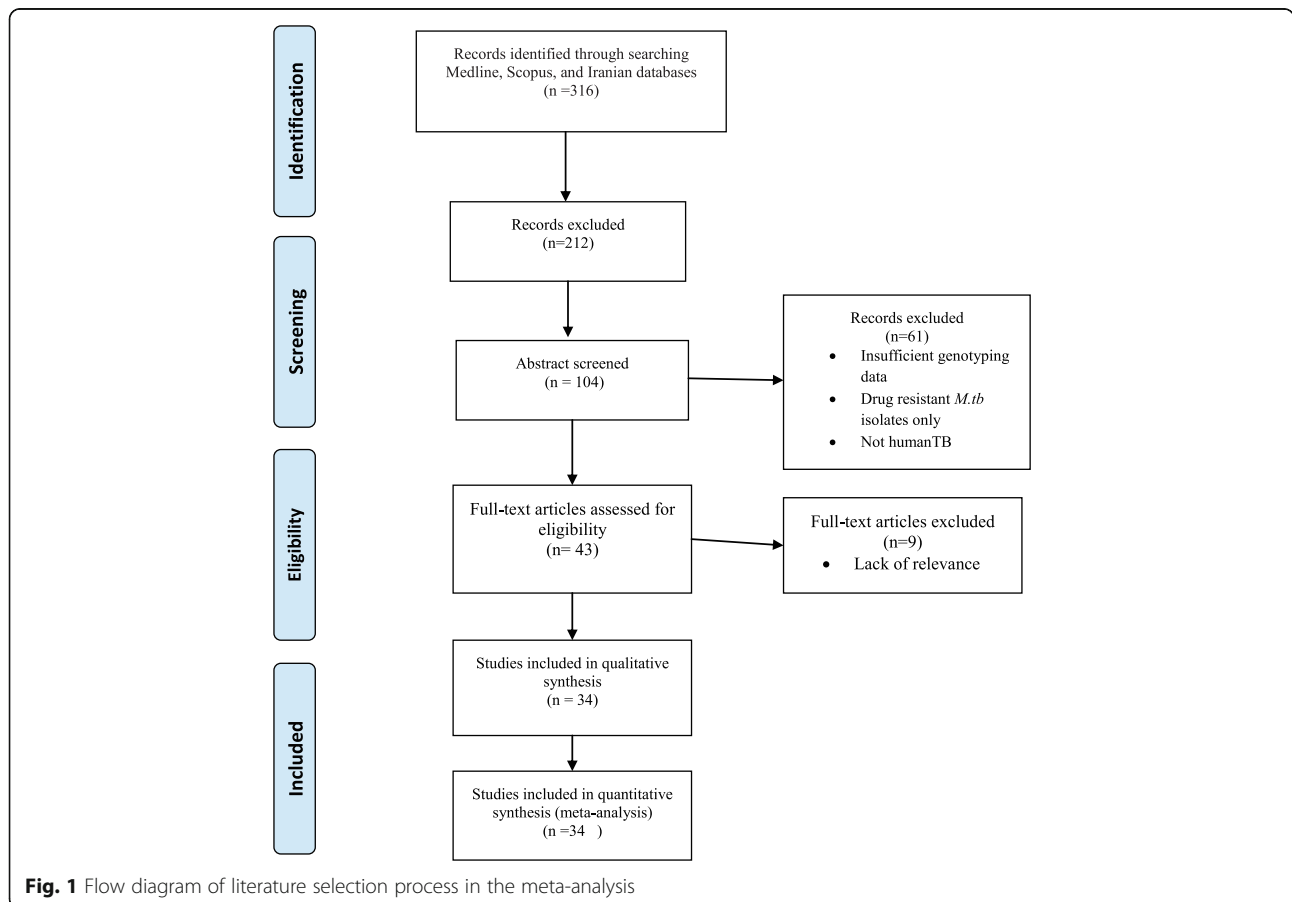 Identification
Records identified through searching
Medline, Scopus, and Iranian databases
(n =316)
Records excluded
(n=212)
Screening
Abstract screened
(n = 104)
Records excluded
(n=61)
• Insufficient genotyping
data
• Drug resistant M.tb
isolates only
• Not humanTB
Eligibility
Full-text articles assessed for
eligibility
(n= 43)
Full-text articles excluded
(n=9)
• Lack of relevance
Included
Studies included in qualitative
synthesis
(n = 34)
Studies included in quantitative
synthesis (meta-analysis)
(n =34 )
Fig. 1 Flow diagram of literature selection process in the meta-analysis